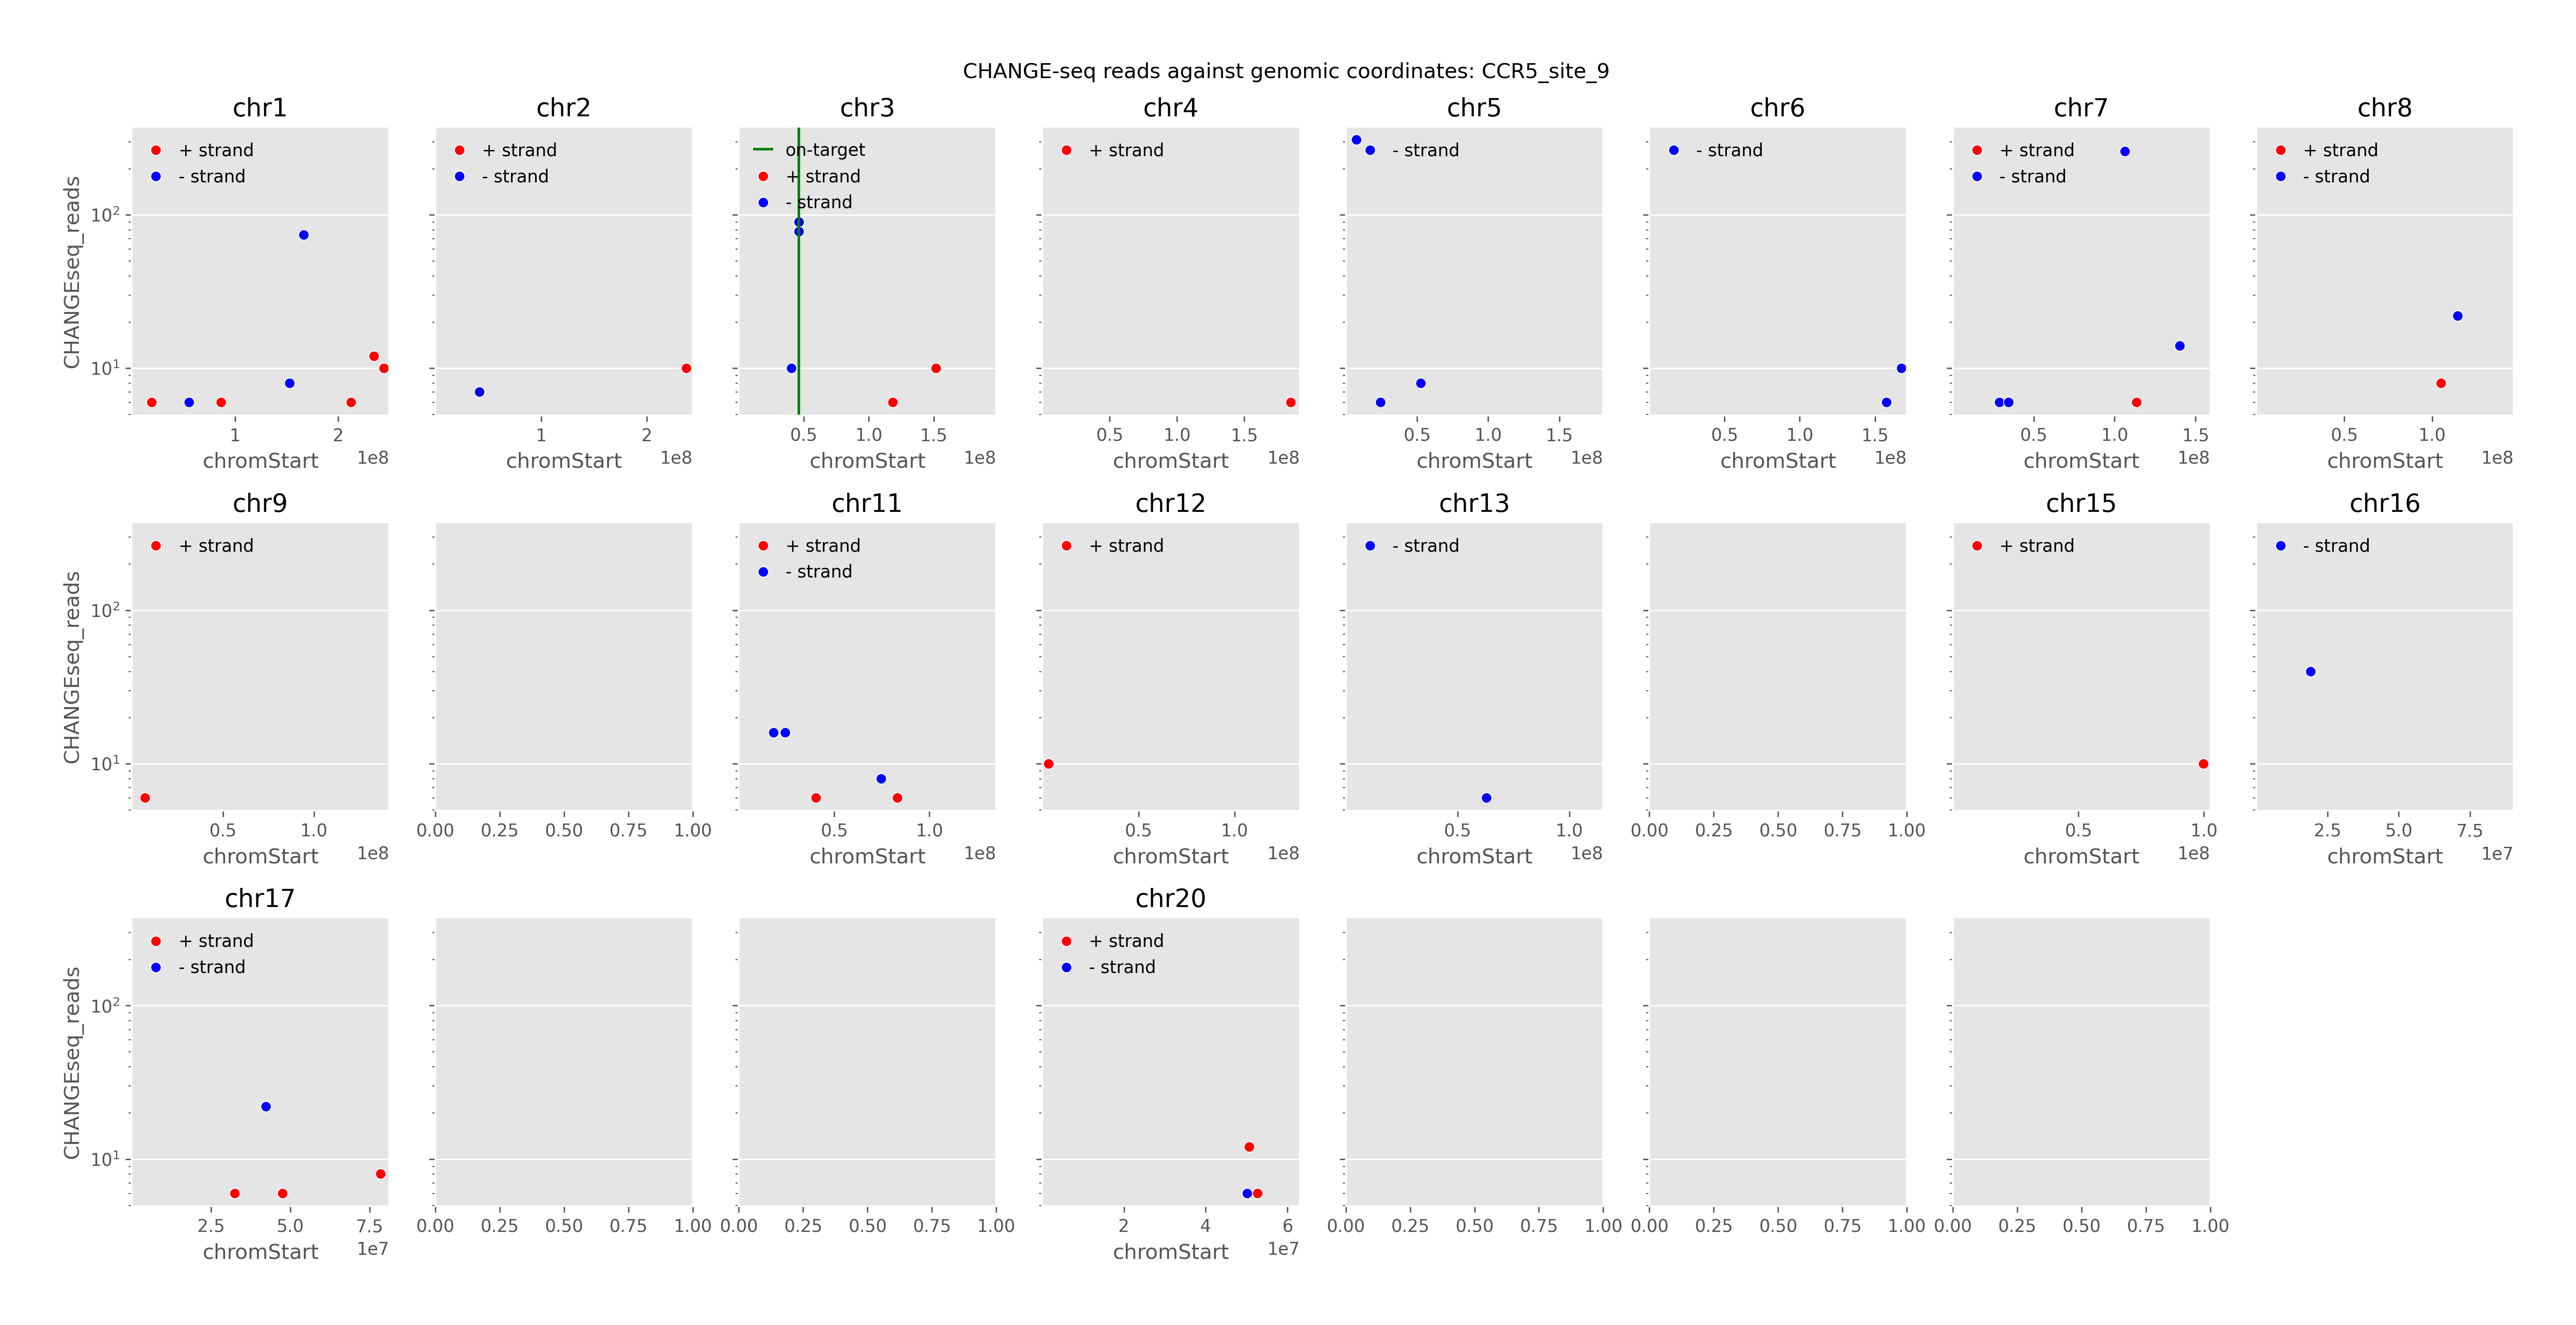 CHANGE-seq reads against genomic coordinates: CCR5_site_9
chr1 chr2 chr3 chr4 chr5 chr6 chr7 chr8
+ strand + strand on-target + strand - strand - strand + strand + strand
- strand - strand + strand - strand - strand
- strand
CHANGEseq_reads
10² 
10¹
1 2 1 2 0.5 1.0 1.5 0.5 1.0 1.5 0.5 1.0 1.5 0.5 1.0 1.5 0.5 1.0 1.5 0.5 1.0
chromStart 1e8 chromStart 1e8 chromStart 1e8 chromStart 1e8 chromStart 1e8 chromStart 1e8 chromStart 1e8 chromStart 1e8
chr9 chr11 chr12 chr13 chr15 chr16
+ strand + strand + strand - strand + strand - strand
- strand
CHANGEseq_reads
10²
10¹
0.5 1.0 0.00 0.25 0.50 0.75 1.00 0.5 1.0 0.5 1.0 0.5 1.0 0.00 0.25 0.50 0.75 1.00 0.5 1.0 2.5 5.0 7.5
chromStart 1e8 chromStart 1e8 chromStart 1e8 chromStart 1e8 chromStart 1e8 chromStart 1e7
chr17 chr20
+ strand + strand
- strand - strand
CHANGEseq_reads
10²
10¹
2.5 5.0 7.5 0.00 0.25 0.50 0.75 1.00 0.00 0.25 0.50 0.75 1.00 2 4 6 0.00 0.25 0.50 0.75 1.00 0.00 0.25 0.50 0.75 1.00 0.00 0.25 0.50 0.75 1.00
chromStart 1e7 chromStart 1e7